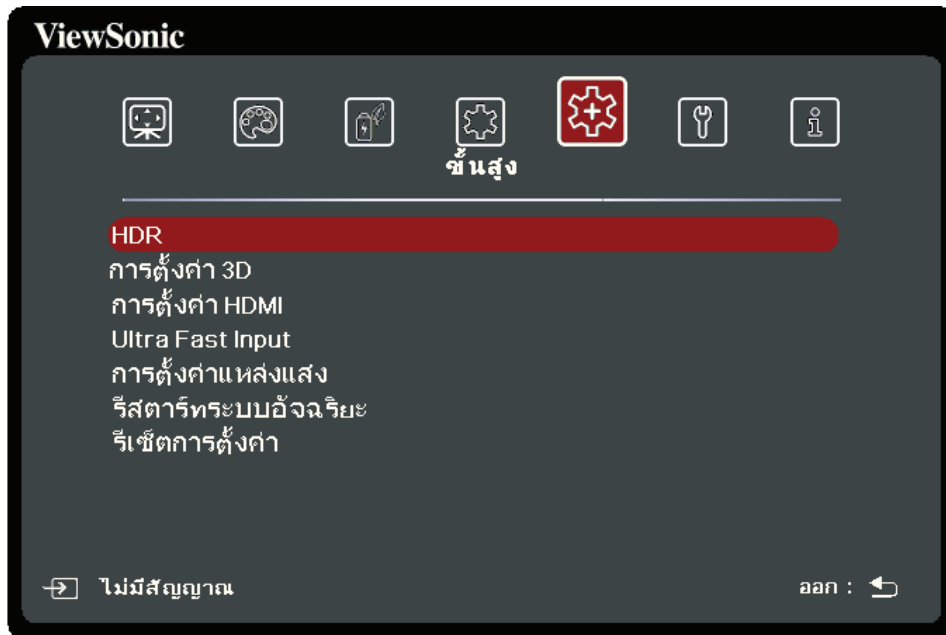 ViewSonic
ขั้นสูง
HDR
การตั้งค่า 3D
การตั้งค่า HDMI
Ultra Fast Input
การตั้งค่าแหล่งแสง
รีสตาร์ทระบบอัจฉริยะ
รีเซ็ตการตั้งค่า
ไม่มีสัญญาณ ออก :